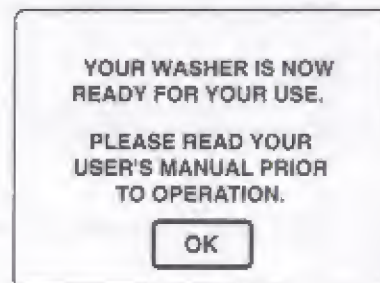 YOUR WASHER IS NOW
READY FOR YOUR USE.
PLEASE READ YOUR
USER'S MANUAL PRIOR
TO OPERATION.
OK